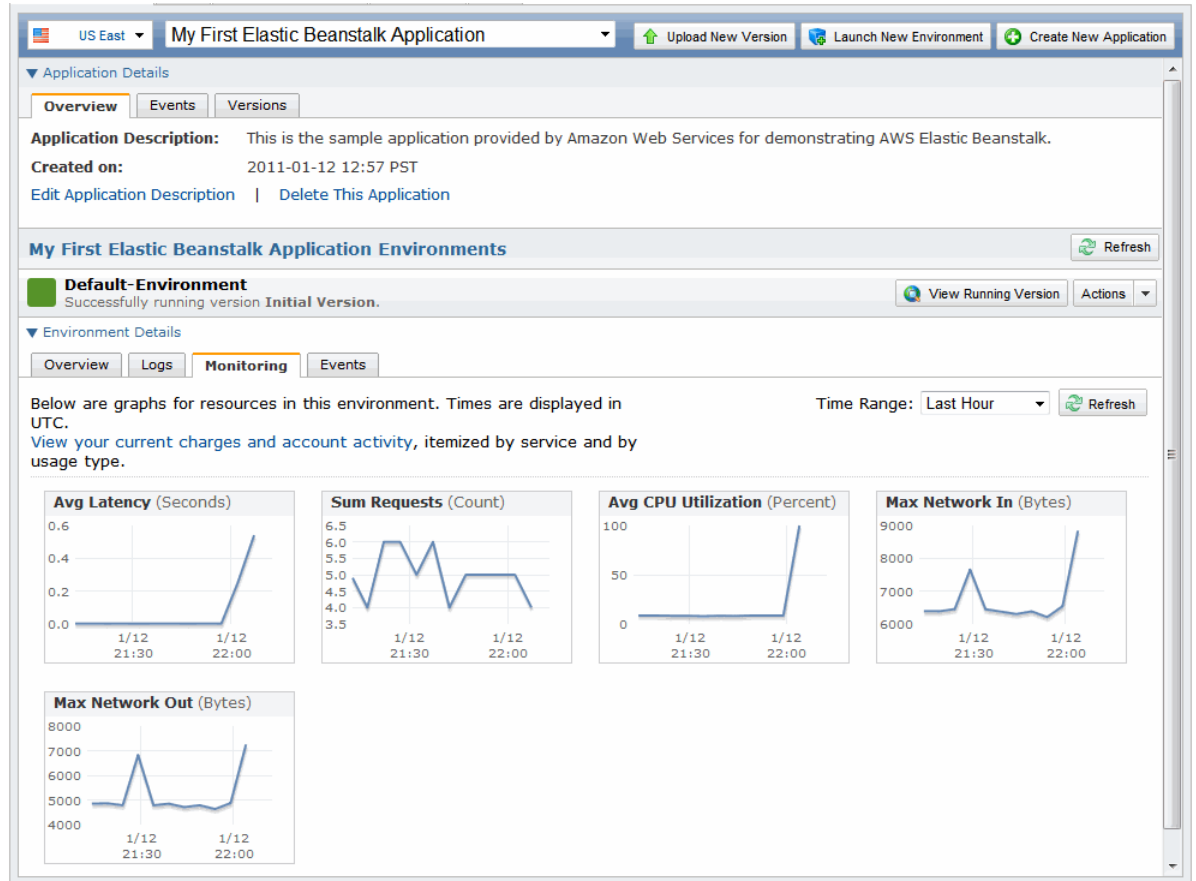 US East My First Elastic Beanstalk Application Upload New Version Launch New Environment Create New Application
Application Details
Overview Events Versions
Application Description: This is the sample application provided by Amazon Web Services for demonstrating AWS Elastic Beanstalk.
Created on: 2011-01-12 12:57 PST
Edit Application Description | Delete This Application
My First Elastic Beanstalk Application Environments Refresh
Default-Environment
Successfully running version Initial Version.
View Running Version Actions
Environment Details
Overview Logs Monitoring Events
Below are graphs for resources in this environment. Times are displayed in
UTC.
View your current charges and account activity, itemized by service and by
usage type.
Time Range: Last Hour Refresh
Avg Latency (Seconds)
0.6
0.4
0.2
0.0
1/12 1/12
21:30 22:00
Sum Requests (Count)
6.5
6.0
5.5
5.0
4.5
4.0
3.5
1/12 1/12
21:30 22:00
Avg CPU Utilization (Percent)
100
50
0
1/12 1/12
21:30 22:00
Max Network In (Bytes)
9000
8000
7000
6000
1/12 1/12
21:30 22:00
Max Network Out (Bytes)
8000
7000
6000
5000
4000
1/12 1/12
21:30 22:00